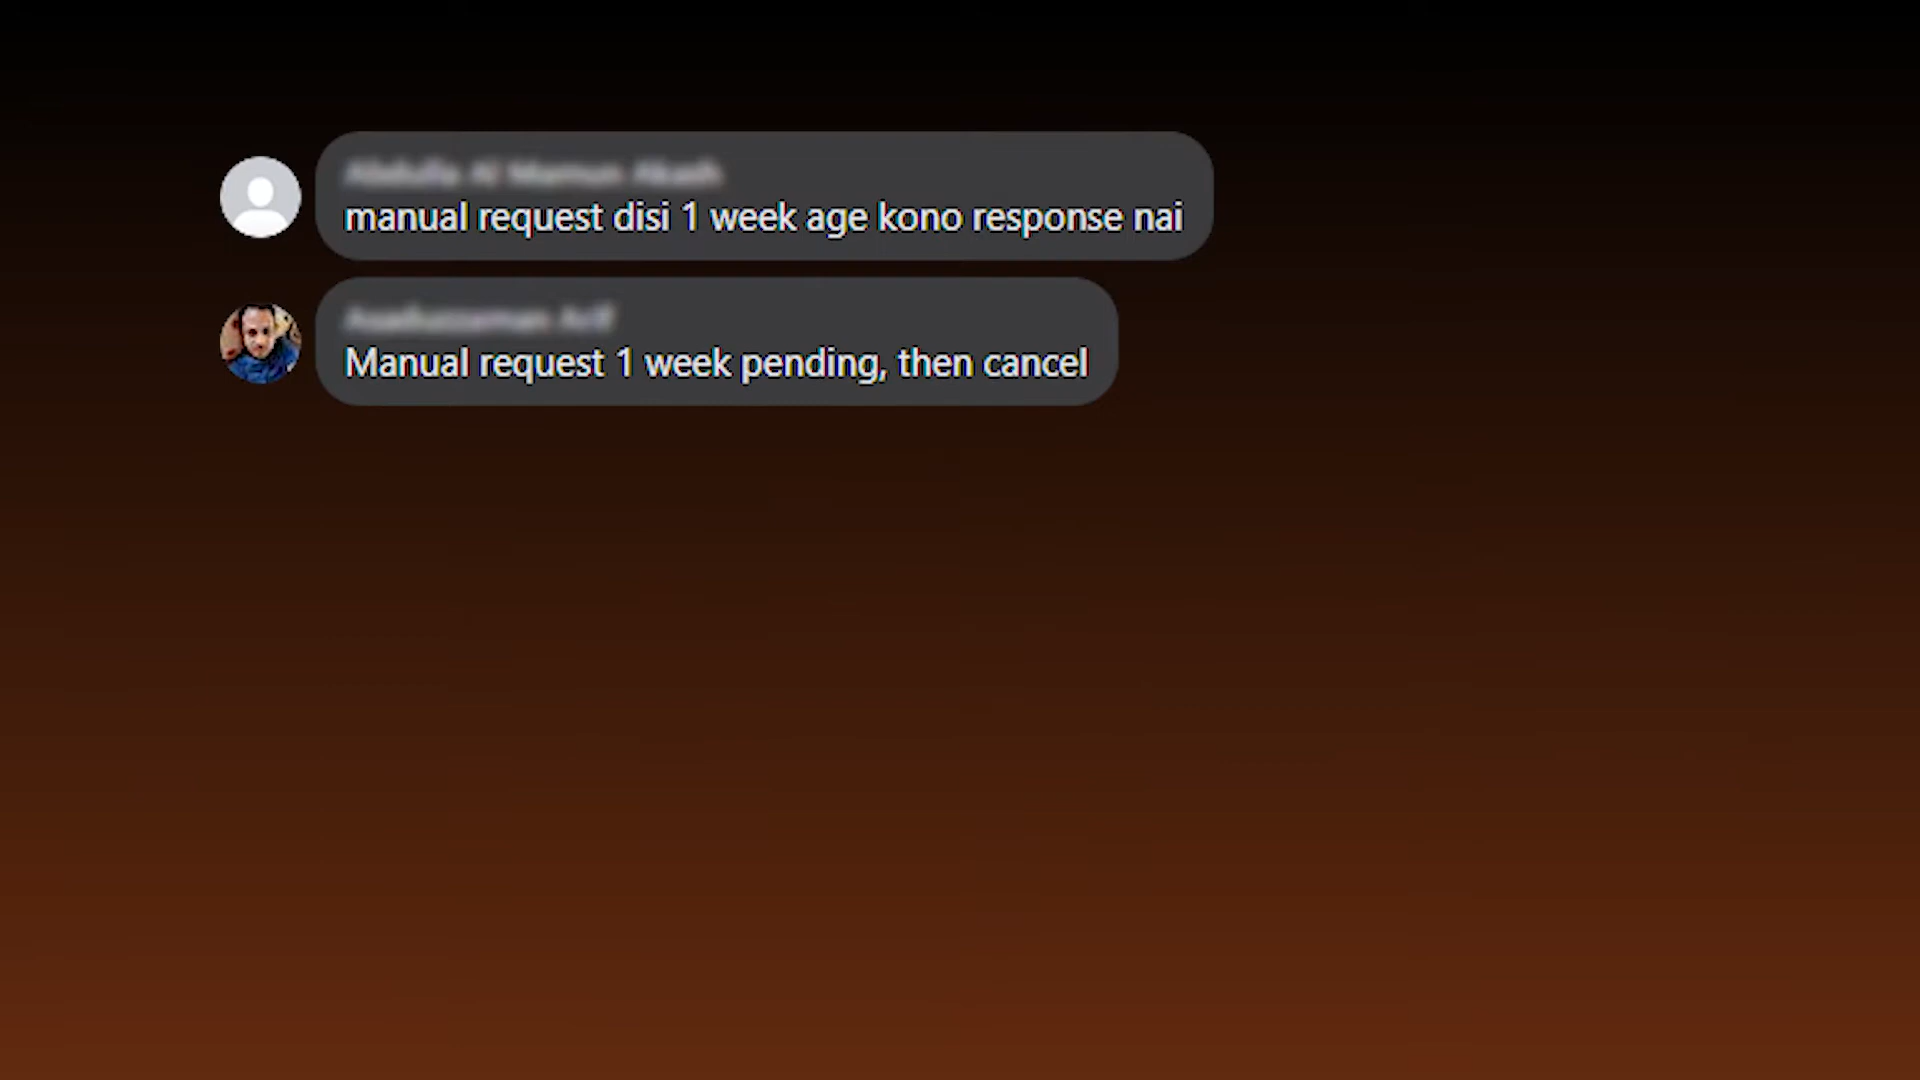 manual request disi 1 week age kono response nai
Manual request 1 week pending, then cancel